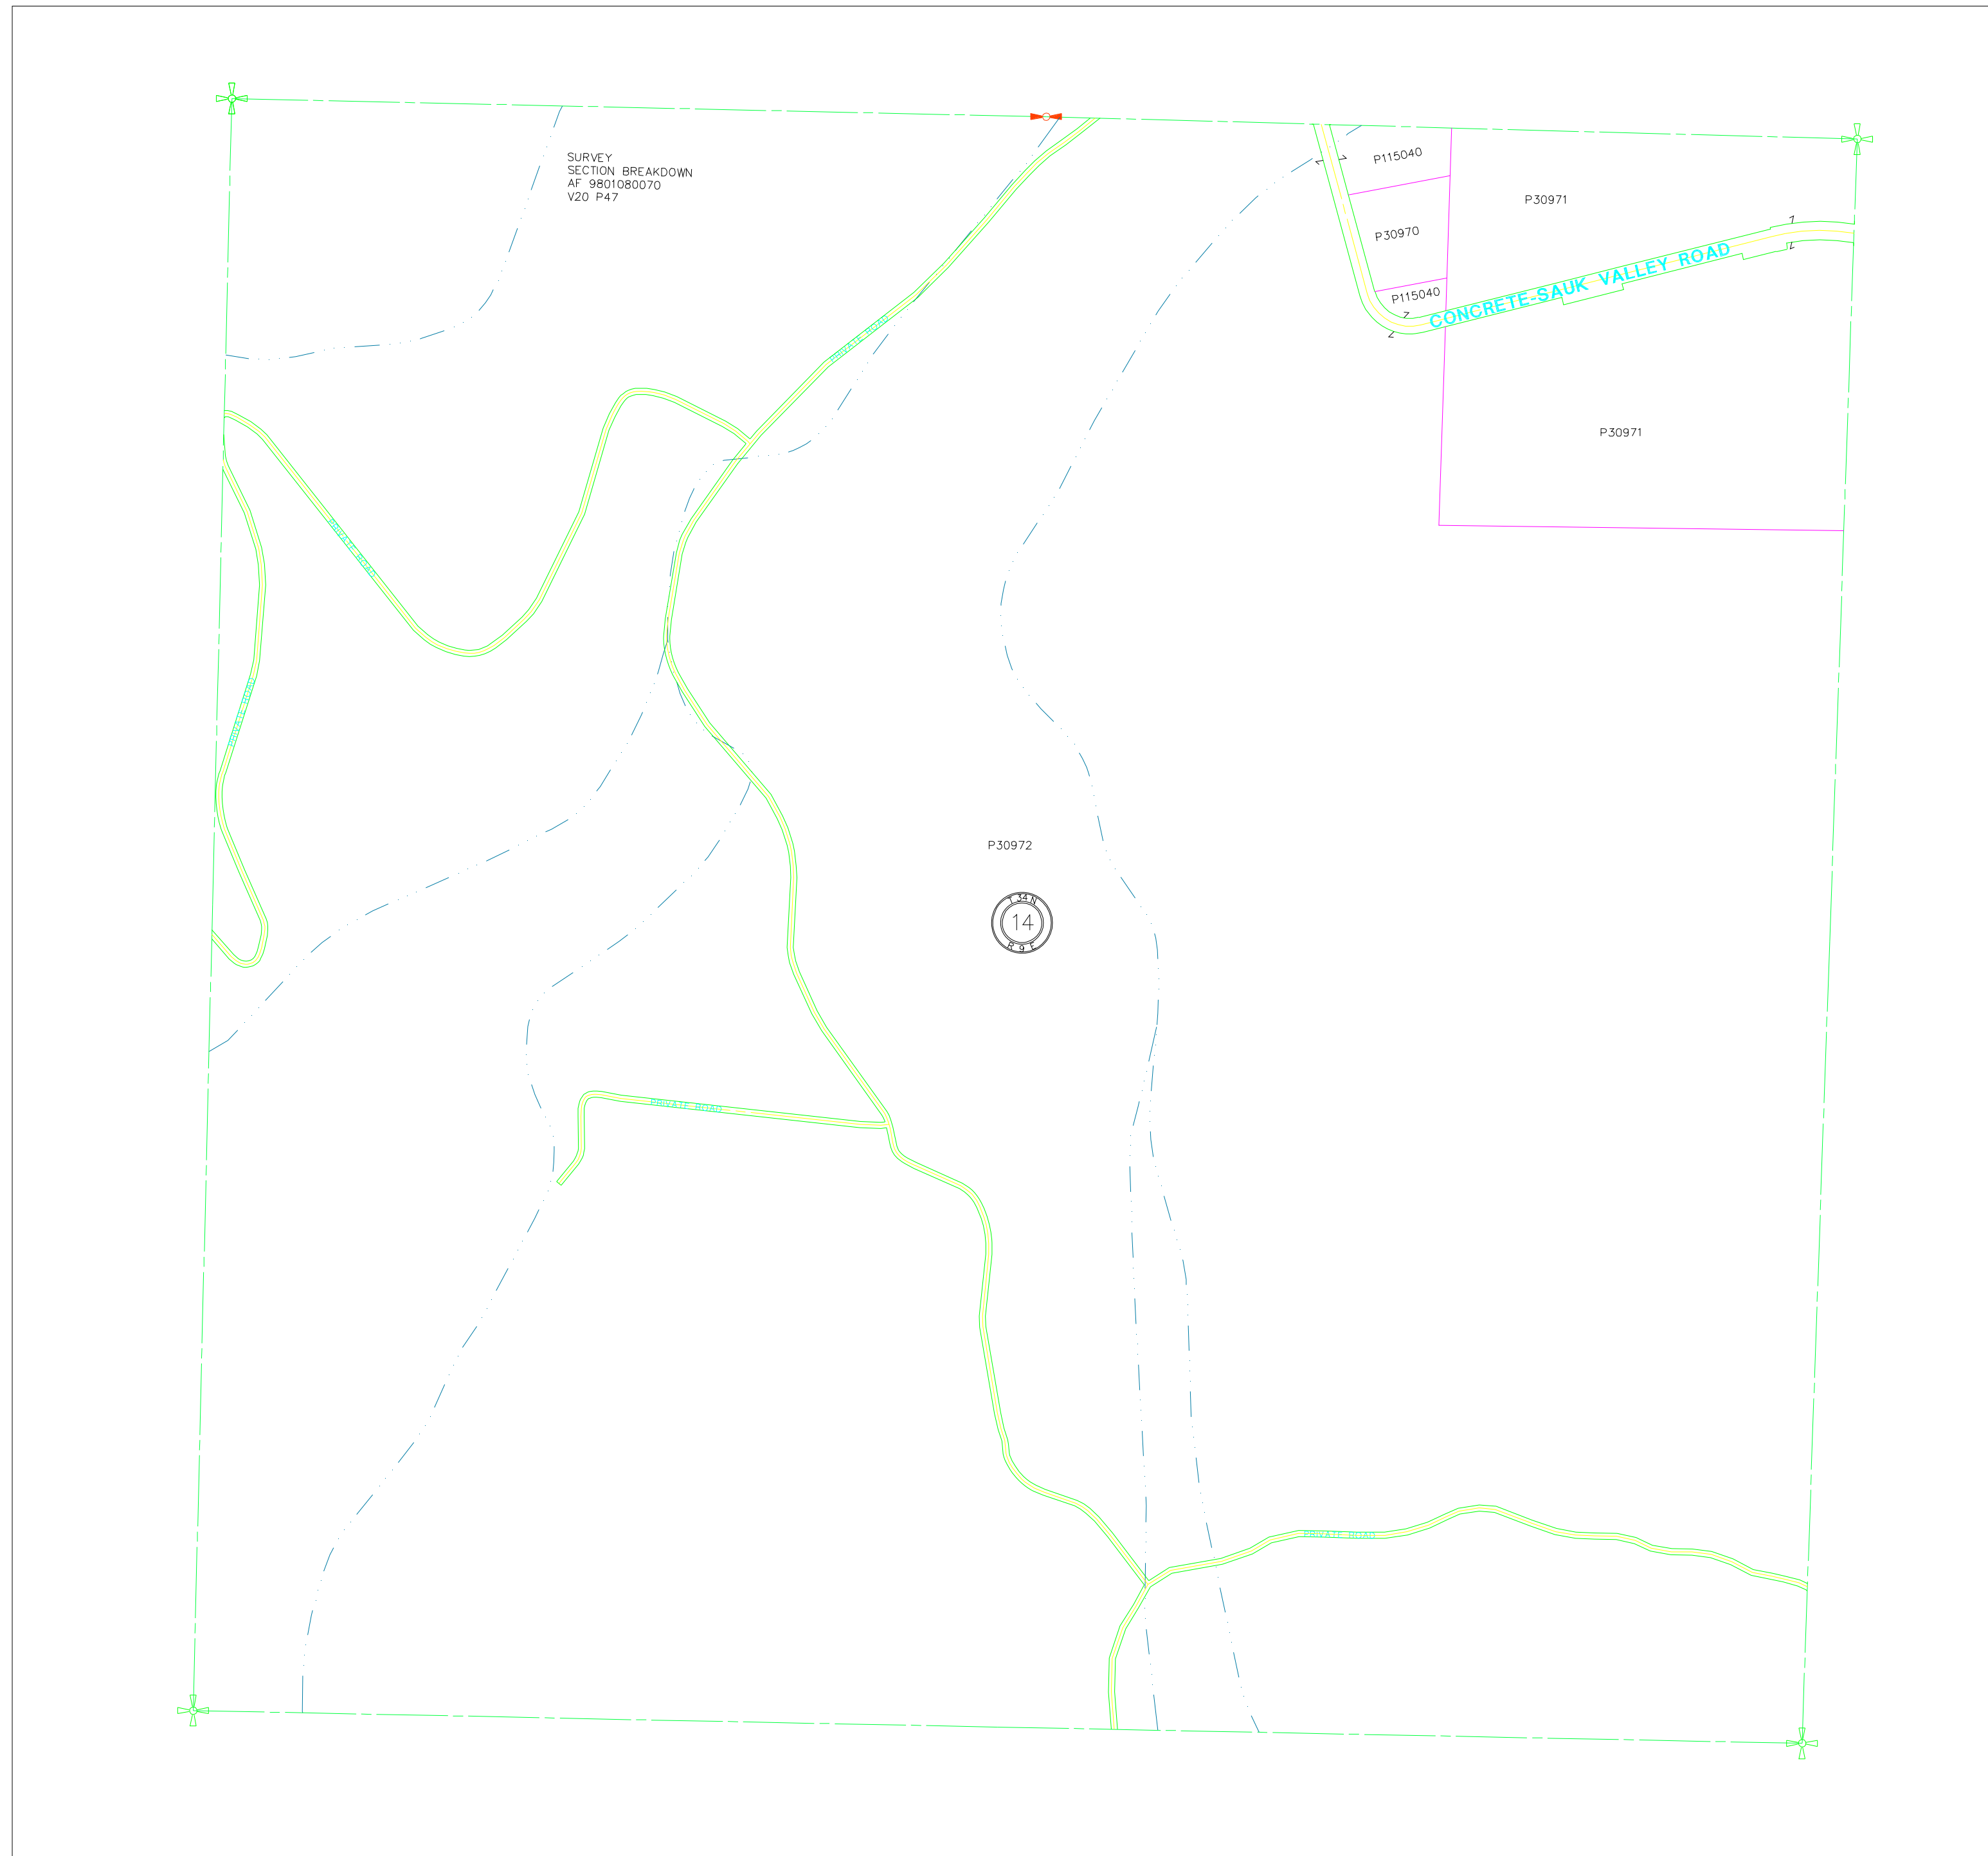 SURVEY
SECTION BREAKDOWN
AF 9801080070
V20 P47
P115040
P30971
P30970
P115040
CONCRETE-SAUK VALLEY ROAD
PRIVATE ROAD
P30971
PRIVATE ROAD
PRIVATE ROAD
P30972
T 34 N
14
R 9 E
PRIVATE ROAD
PRIVATE ROAD